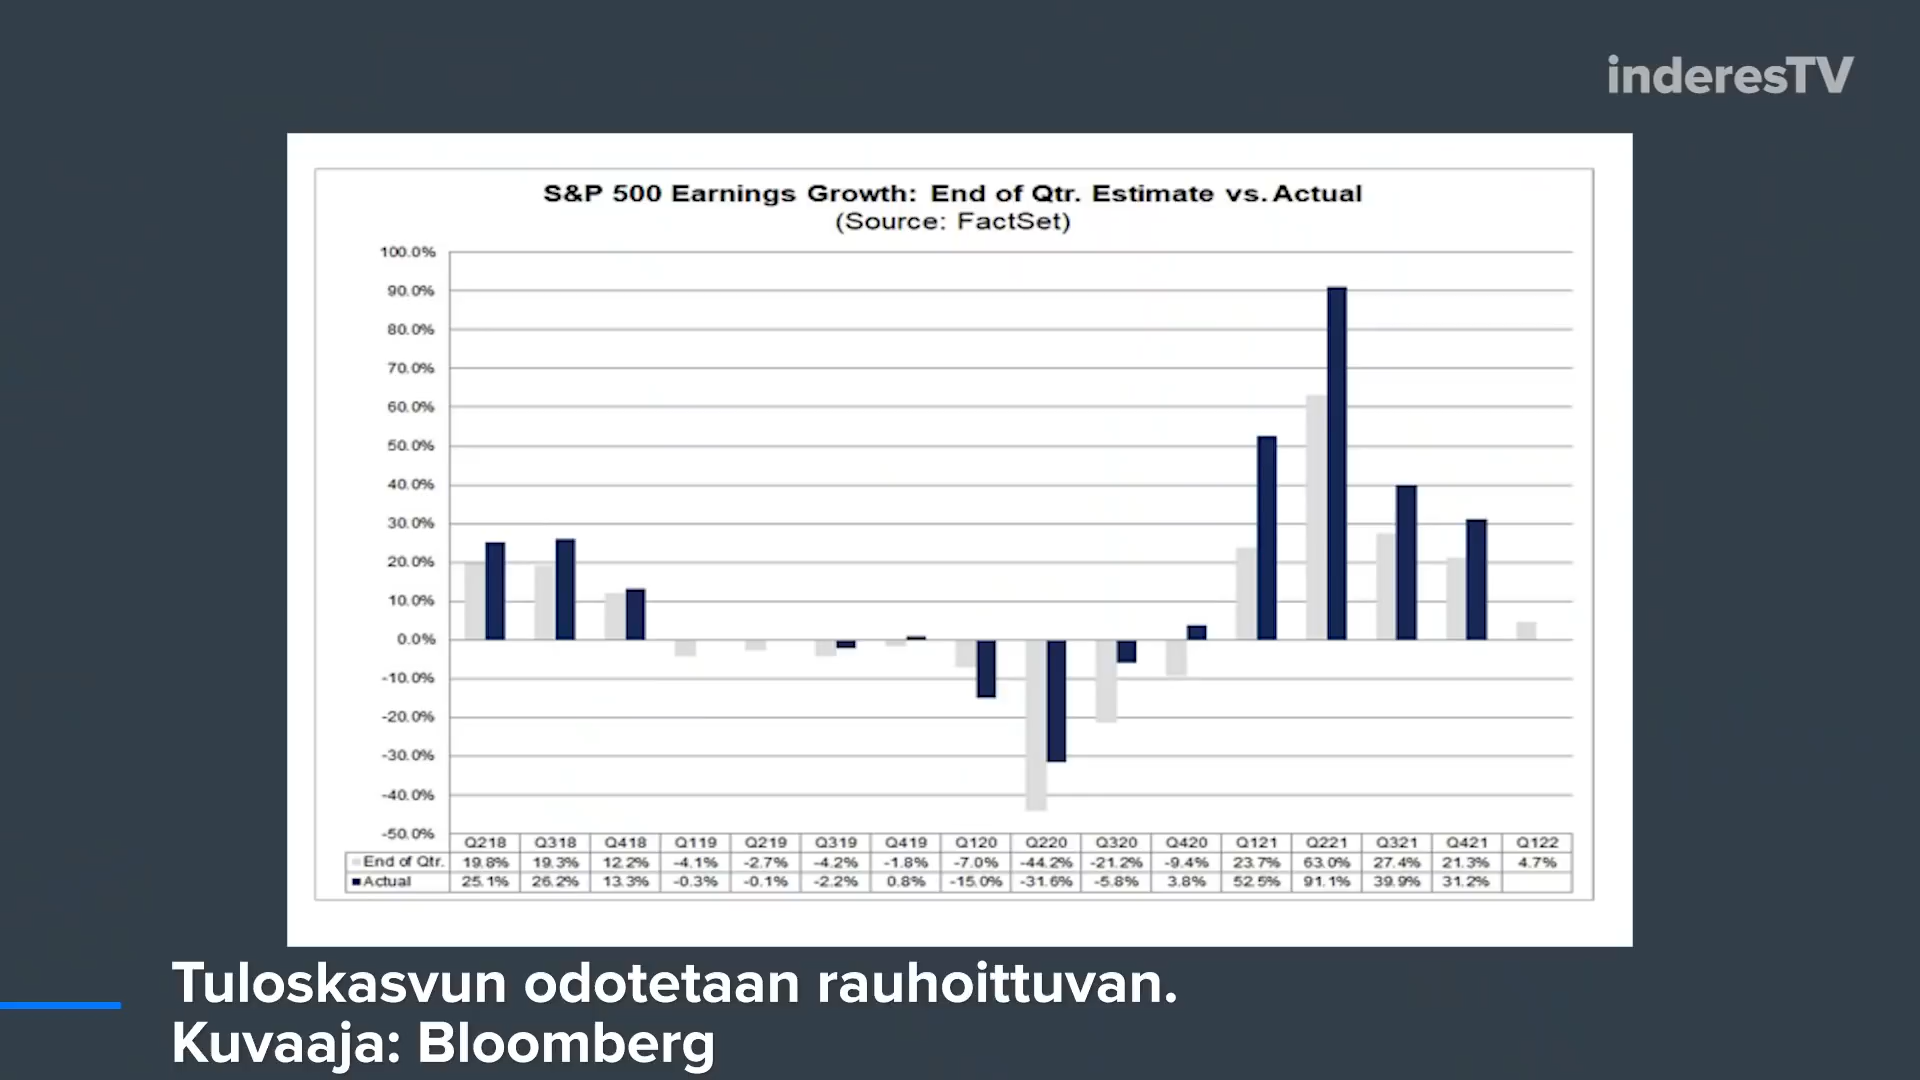 inderesTV
S&P 500 Earnings Growth: End of Qtr. Estimate vs. Actual
(Source: FactSet)
100.0%
90.0%
80.0%
70.0%
60.0%
50.0%
40.0%
30.0%
20.0%
10.0%
0.0%
-10.0%
-20.0%
-30.0%
-40.0%
-50.0%
Q218 Q318 Q418 Q119 Q219 Q319 Q419 Q120 Q220 Q320 Q420 Q121 Q221 Q321 Q421 Q122
End of Qtr. 19.8% 19.3% 12.2% -4.1% -2.7% -4.2% -1.8% -7.0% -44.2% -21.2% -9.4% 23.7% 63.0% 27.4% 21.3% 4.7%
Actual 25.1% 26.2% 13.3% -0.3% -0.1% -2.2% 0.8% -15.0% -31.6% -5.8% 3.8% 52.5% 91.1% 39.9% 31.2%
Tuloskasvun odotetaan rauhoittuvan.
Kuvaaja: Bloomberg